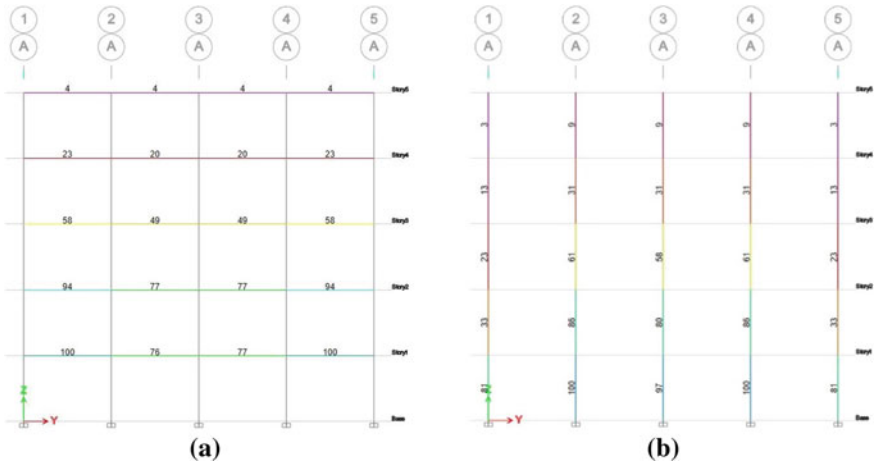 1 2 3 4 5
A A A A A
4 4 4 4 Story5
23 20 20 23 Story4
58 49 49 58 Story3
94 77 77 94 Story2
100 76 77 100 Story1
Z
Y Base
(a)
1 2 3 4 5
A A A A A
Story5
3 9 9 9 3
Story4
13 31 31 31 13
Story3
23 61 58 61 23
Story2
33 86 80 86 33
Story1
81 100 97 100 81
Z
Y Base
(b)